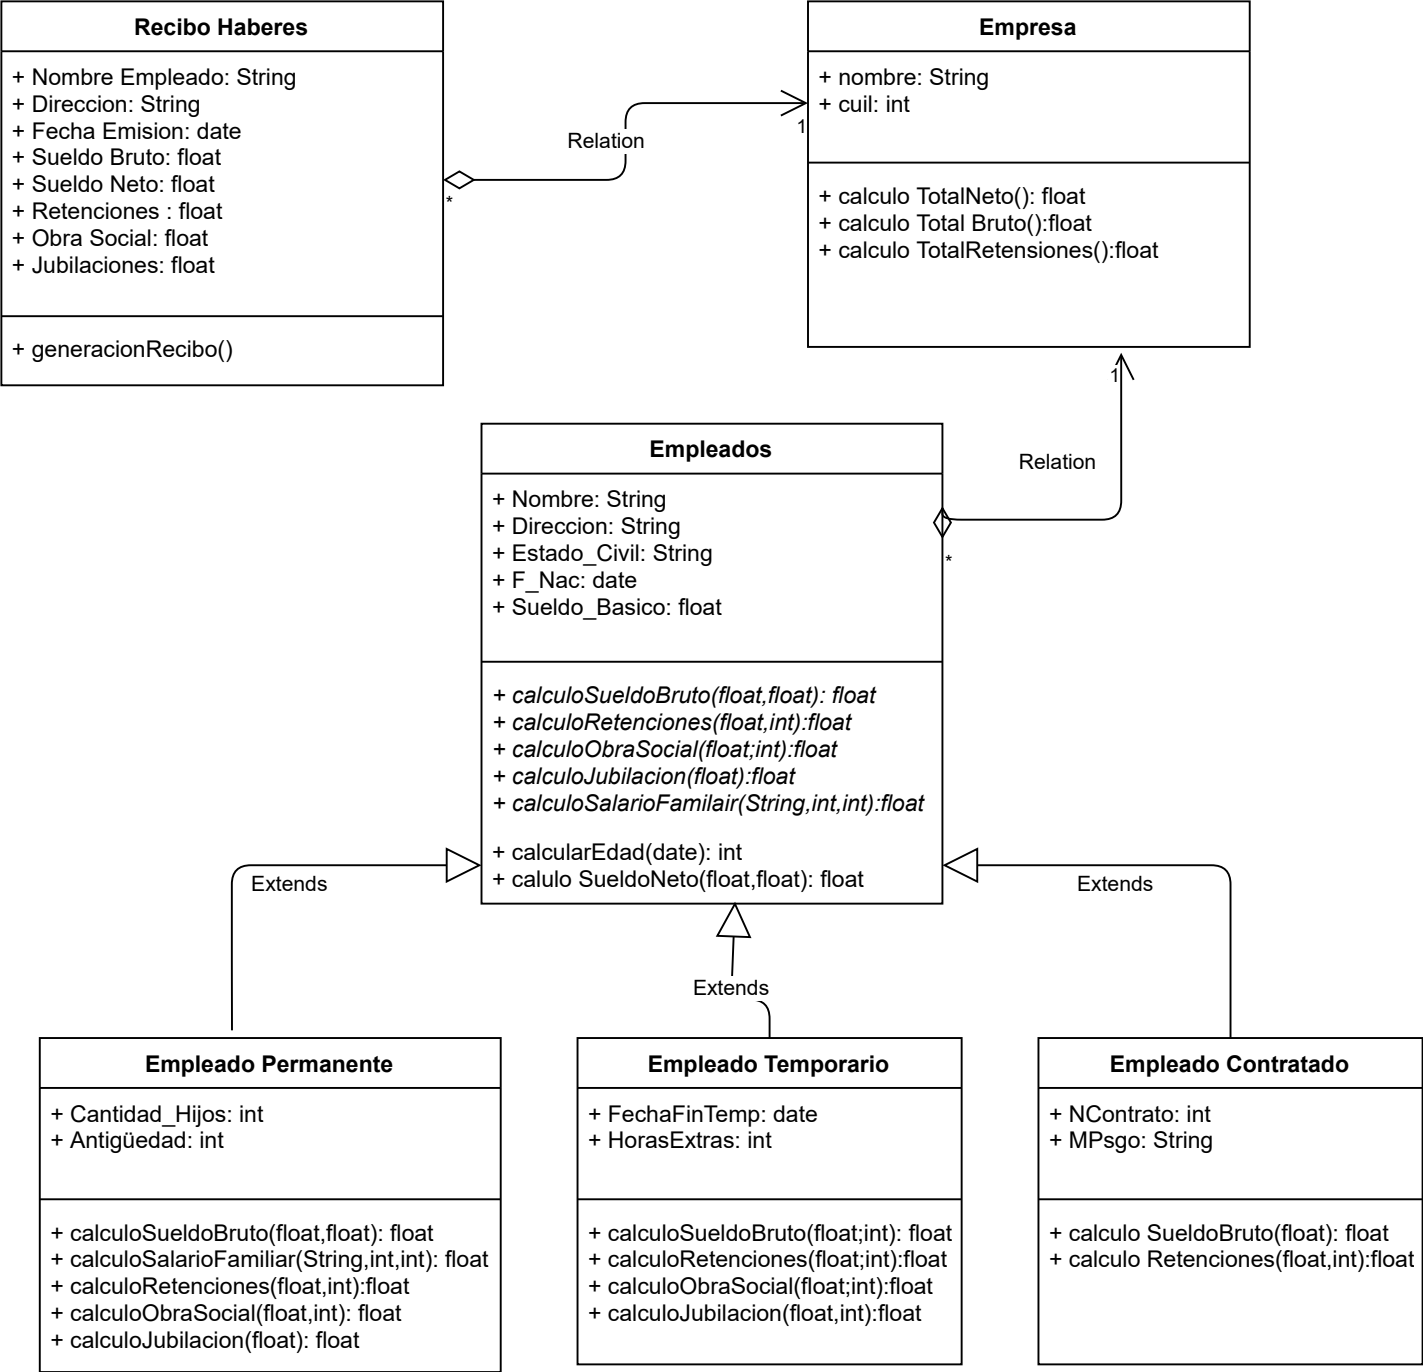 Recibo Haberes
+ Nombre Empleado: String
+ Direccion: String
+ Fecha Emision: date
+ Sueldo Bruto: float
+ Sueldo Neto: float
+ Retenciones : float
+ Obra Social: float
+ Jubilaciones: float
+ generacionRecibo()
Relation
*
1
Empresa
+ nombre: String
+ cuil: int
+ calculo TotalNeto(): float
+ calculo Total Bruto():float
+ calculo TotalRetensiones():float
1
Relation
*
Empleados
+ Nombre: String
+ Direccion: String
+ Estado_Civil: String
+ F_Nac: date
+ Sueldo_Basico: float
+ calculoSueldoBruto(float,float): float
+ calculoRetenciones(float,int):float
+ calculoObraSocial(float;int):float
+ calculoJubilacion(float):float
+ calculoSalarioFamilair(String,int,int):float
+ calcularEdad(date): int
+ calulo SueldoNeto(float,float): float
Extends
Extends
Extends
Empleado Permanente
+ Cantidad_Hijos: int
+ Antigüedad: int
+ calculoSueldoBruto(float,float): float
+ calculoSalarioFamiliar(String,int,int): float
+ calculoRetenciones(float,int):float
+ calculoObraSocial(float,int): float
+ calculoJubilacion(float): float
Empleado Temporario
+ FechaFinTemp: date
+ HorasExtras: int
+ calculoSueldoBruto(float;int): float
+ calculoRetenciones(float;int):float
+ calculoObraSocial(float;int):float
+ calculoJubilacion(float,int):float
Empleado Contratado
+ NContrato: int
+ MPsgo: String
+ calculo SueldoBruto(float): float
+ calculo Retenciones(float,int):float